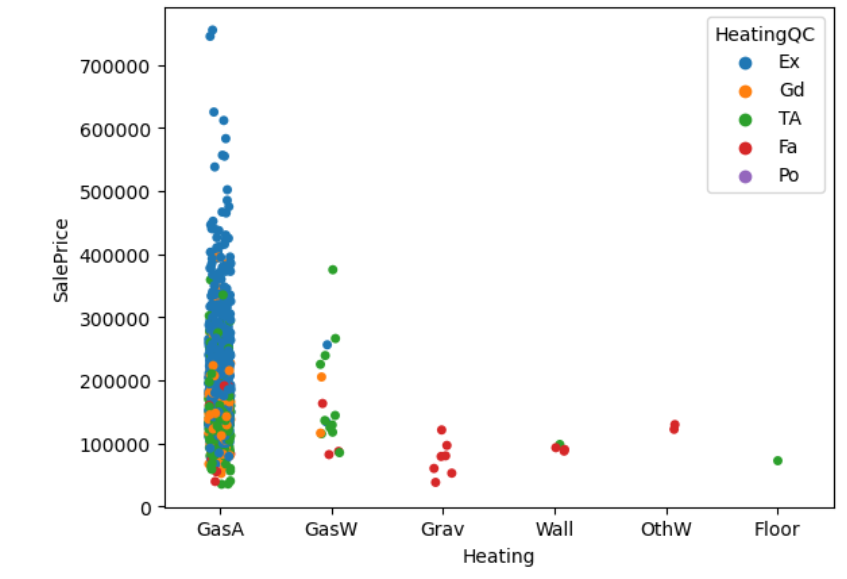 HeatingQC
Ex
Gd
TA
Fa
Po
700000
600000
500000
400000
300000
200000
100000
0
SalePrice
GasA GasW Grav Wall OthW Floor
Heating